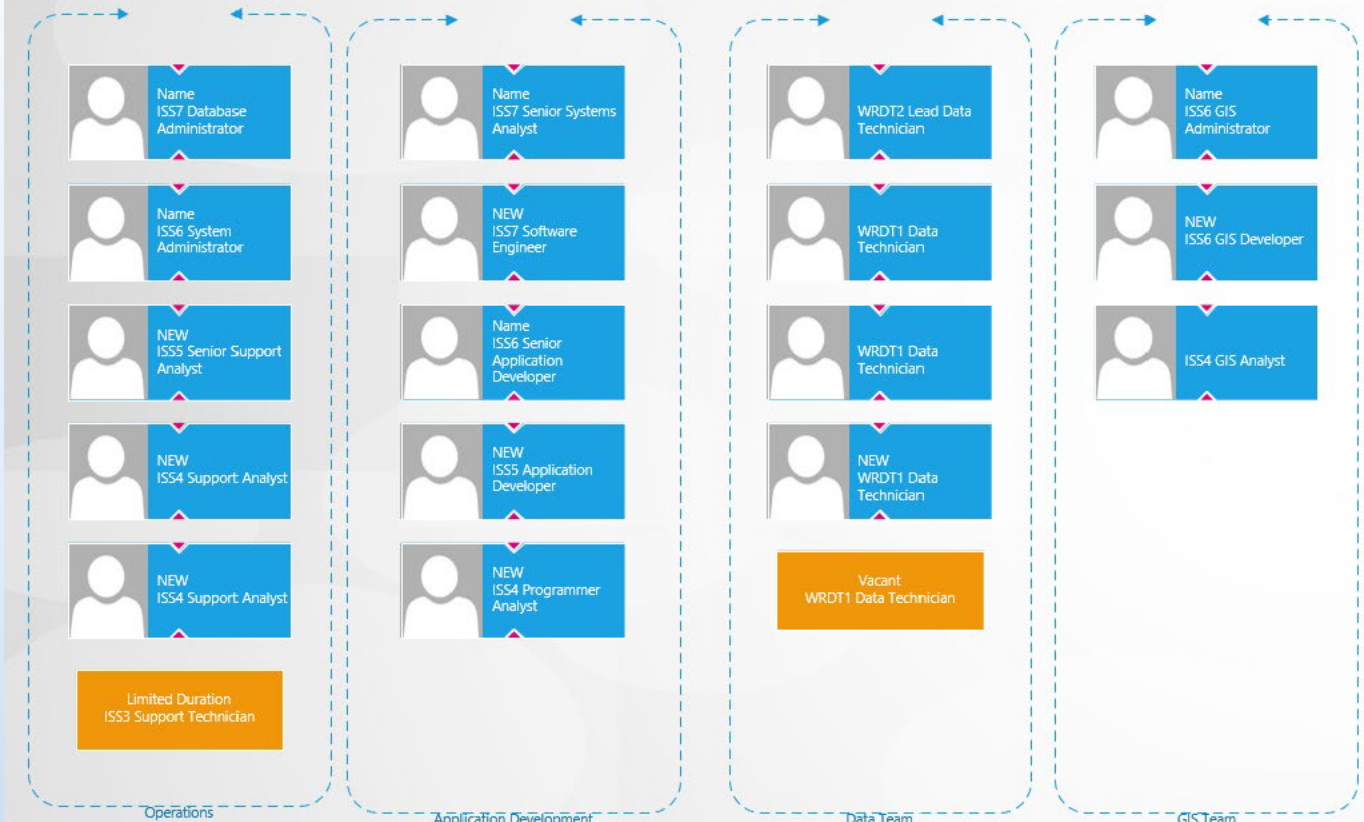 Name
ISS7 Database
Administrator
Name
ISS6 System
Administrator
NEW
ISS5 Senior Support
Analyst
NEW
ISS4 Support Analyst
NEW
ISS4 Support Analyst
Limited Duration
ISS3 Support Technician
Operations
Name
ISS7 Senior Systems
Analyst
NEW
ISS7 Software
Engineer
Name
ISS6 Senior
Application
Developer
NEW
ISS5 Application
Developer
NEW
ISS4 Programmer
Analyst
Application Development
WRDT2 Lead Data
Technician
WRDT1 Data
Technician
WRDT1 Data
Technician
NEW
WRDT1 Data
Technician
Vacant
WRDT1 Data Technician
Data Team
Name
ISS6 GIS
Administrator
NEW
ISS6 GIS Developer
ISS4 GIS Analyst
GIS Team